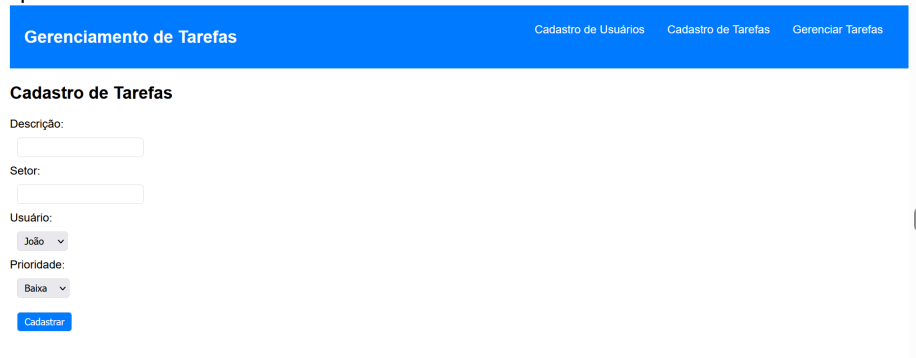 Gerenciamento de Tarefas
Cadastro de Usuários Cadastro de Tarefas Gerenciar Tarefas
Cadastro de Tarefas
Descrição:
Setor:
Usuário:
João
Prioridade:
Baixa
Cadastrar